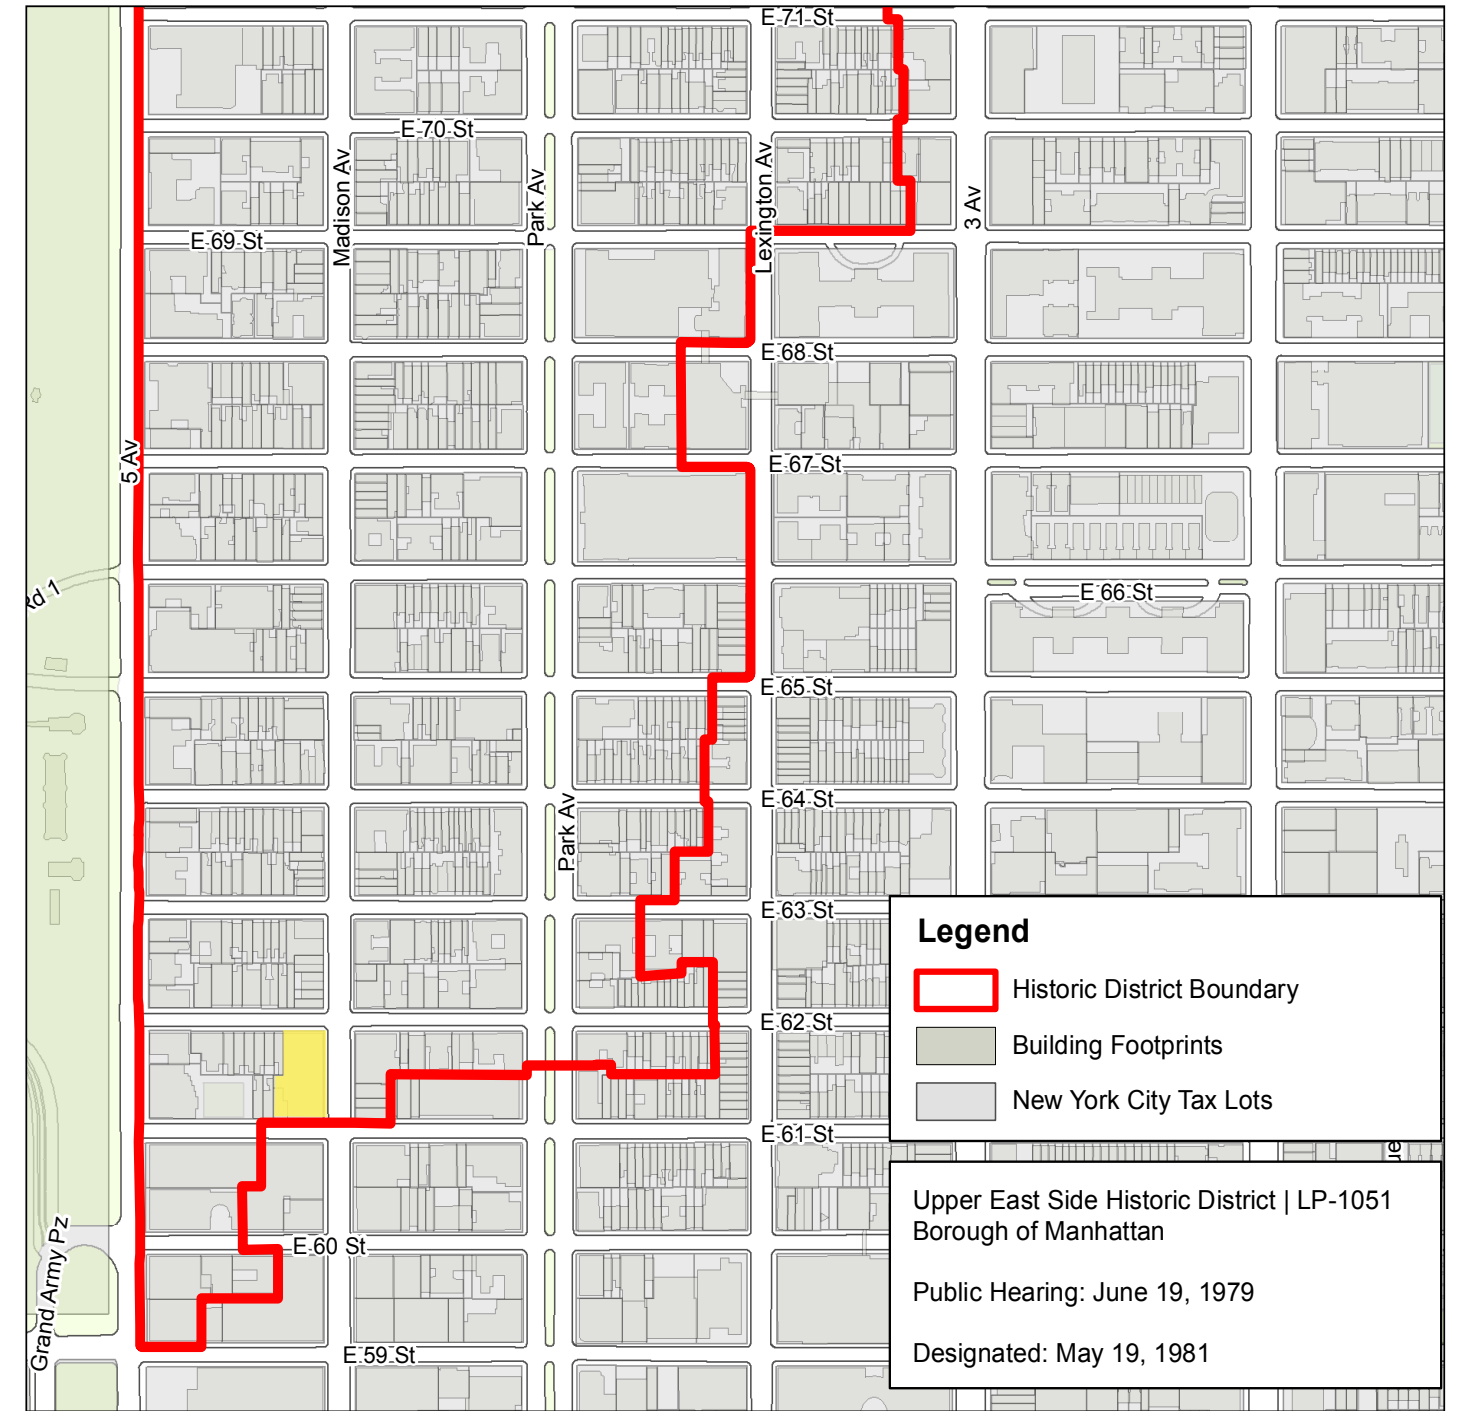 E 71 St
E 70 St
Madison Av
Park Av
Lexington Av
3 Av
E 69 St
E 68 St
5 Av
E 67 St
Rd 1
E 66 St
E 65 St
E 64 St
Park Av
E 63 St
E 62 St
E 61 St
E 60 St
Grand Army Pz
E 59 St
ue
Legend
Historic District Boundary
Building Footprints
New York City Tax Lots
Upper East Side Historic District | LP-1051
Borough of Manhattan
Public Hearing: June 19, 1979
Designated: May 19, 1981